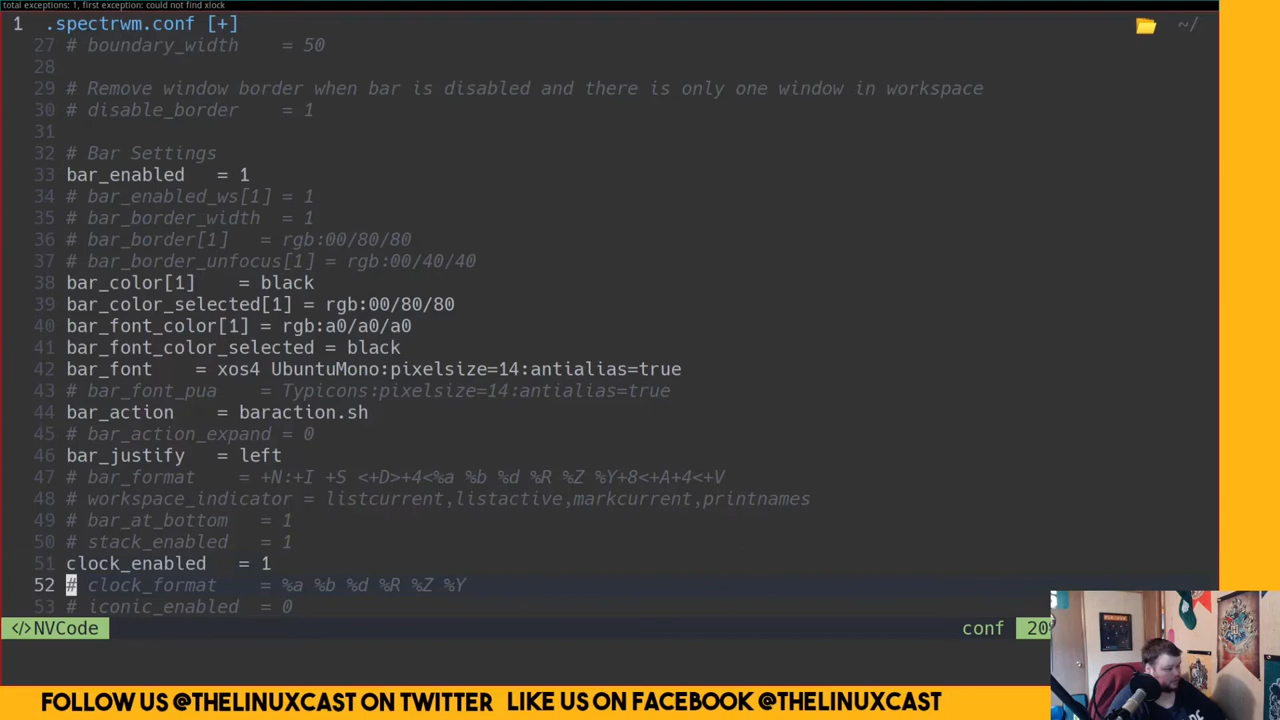 total exceptions: 1, first exception: could not find xlock
1 .spectrwm.conf [+] ~/
27 # boundary_width = 50
28
29 # Remove window border when bar is disabled and there is only one window in workspace
30 # disable_border = 1
31
32 # Bar Settings
33 bar_enabled = 1
34 # bar_enabled_ws[1] = 1
35 # bar_border_width = 1
36 # bar_border[1] = rgb:00/80/80
37 # bar_border_unfocus[1] = rgb:00/40/40
38 bar_color[1] = black
39 bar_color_selected[1] = rgb:00/80/80
40 bar_font_color[1] = rgb:a0/a0/a0
41 bar_font_color_selected = black
42 bar_font = xos4 UbuntuMono:pixelsize=14:antialias=true
43 # bar_font_pua = Typicons:pixelsize=14:antialias=true
44 bar_action = baraction.sh
45 # bar_action_expand = 0
46 bar_justify = left
47 # bar_format = +N:+I +S <+D>+4<%a %b %d %R %Z %Y+8<+A+4<+V
48 # workspace_indicator = listcurrent,listactive,markcurrent,printnames
49 # bar_at_bottom = 1
50 # stack_enabled = 1
51 clock_enabled = 1
52 # clock_format = %a %b %d %R %Z %Y
53 # iconic_enabled = 0
</>NVCode conf 20%
FOLLOW US @THELINUXCAST ON TWITTER LIKE US ON FACEBOOK @THELINUXCAST